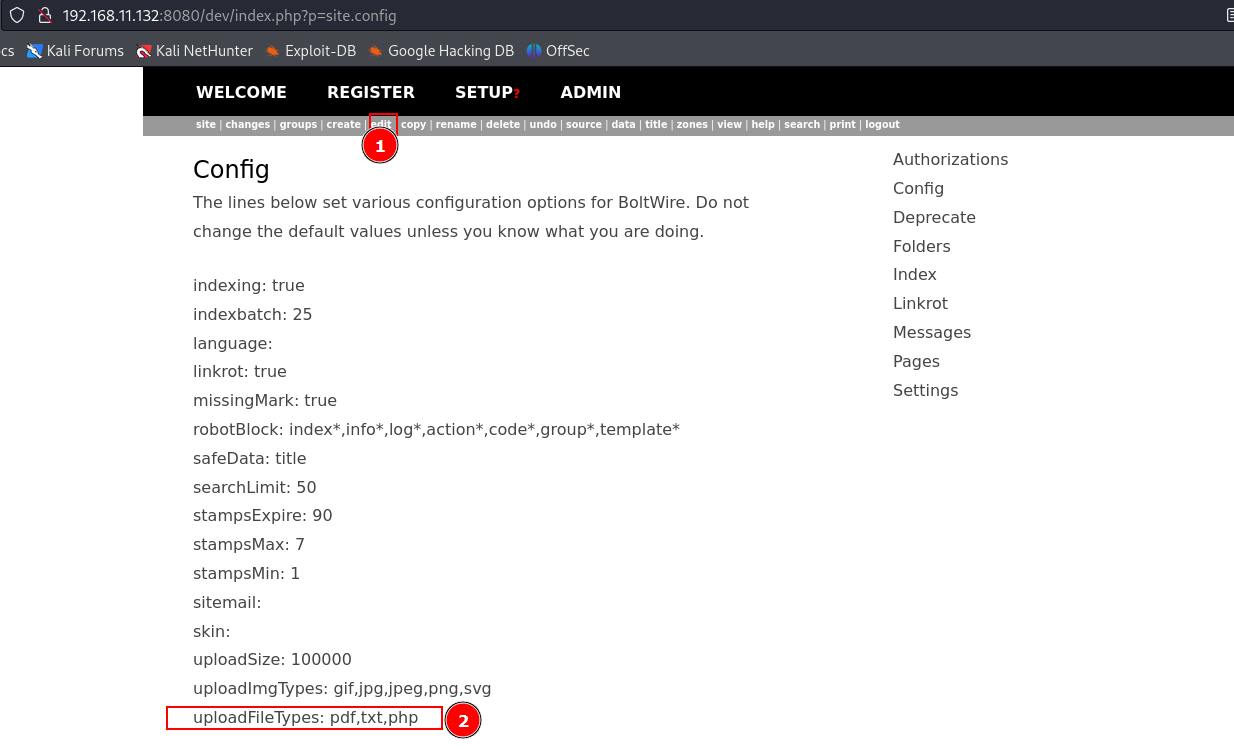 192.168.11.132:8080/dev/index.php?p=site.config
cs Kali Forums Kali NetHunter Exploit-DB Google Hacking DB OffSec
WELCOME REGISTER SETUP? ADMIN
site | changes | groups | create | edit | copy | rename | delete | undo | source | data | title | zones | view | help | search | print | logout
1
Config
The lines below set various configuration options for BoltWire. Do not
change the default values unless you know what you are doing.
indexing: true
indexbatch: 25
language:
linkrot: true
missingMark: true
robotBlock: index*,info*,log*,action*,code*,group*,template*
safeData: title
searchLimit: 50
stampsExpire: 90
stampsMax: 7
stampsMin: 1
sitemail:
skin:
uploadSize: 100000
uploadImgTypes: gif,jpg,jpeg,png,svg
uploadFileTypes: pdf,txt,php
2
Authorizations
Config
Deprecate
Folders
Index
Linkrot
Messages
Pages
Settings